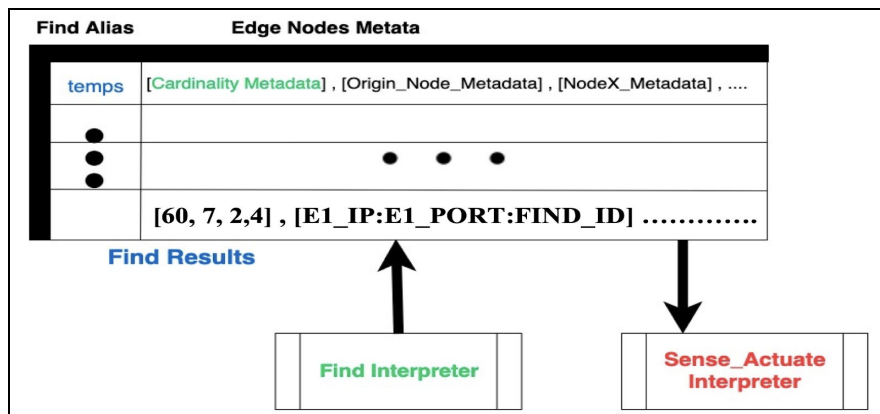 Find Alias Edge Nodes Metata
temps [Cardinality Metadata] , [Origin_Node_Metadata] , [NodeX_Metadata] , ....
[60, 7, 2,4] , [E1_IP:E1_PORT:FIND_ID] .............
Find Results
Find Interpreter
Sense_Actuate
Interpreter